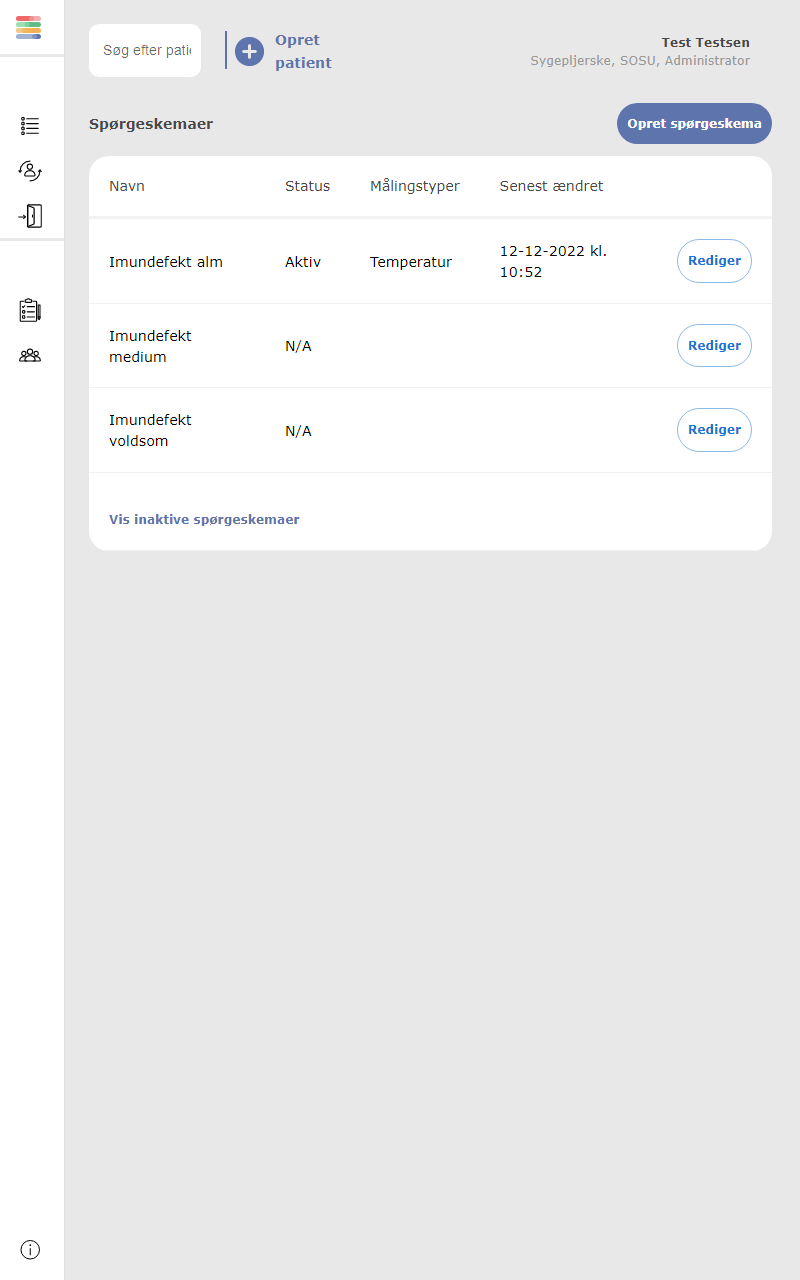 Søg efter pati
Opret
patient
Test Testsen
Sygepljerske, SOSU, Administrator
Spørgeskemaer
Opret spørgeskema
Navn Status Målingstyper Senest ændret
Imundefekt alm Aktiv Temperatur 12-12-2022 kl.
10:52
Rediger
Imundefekt
medium
N/A
Rediger
Imundefekt
voldsom
N/A
Rediger
Vis inaktive spørgeskemaer